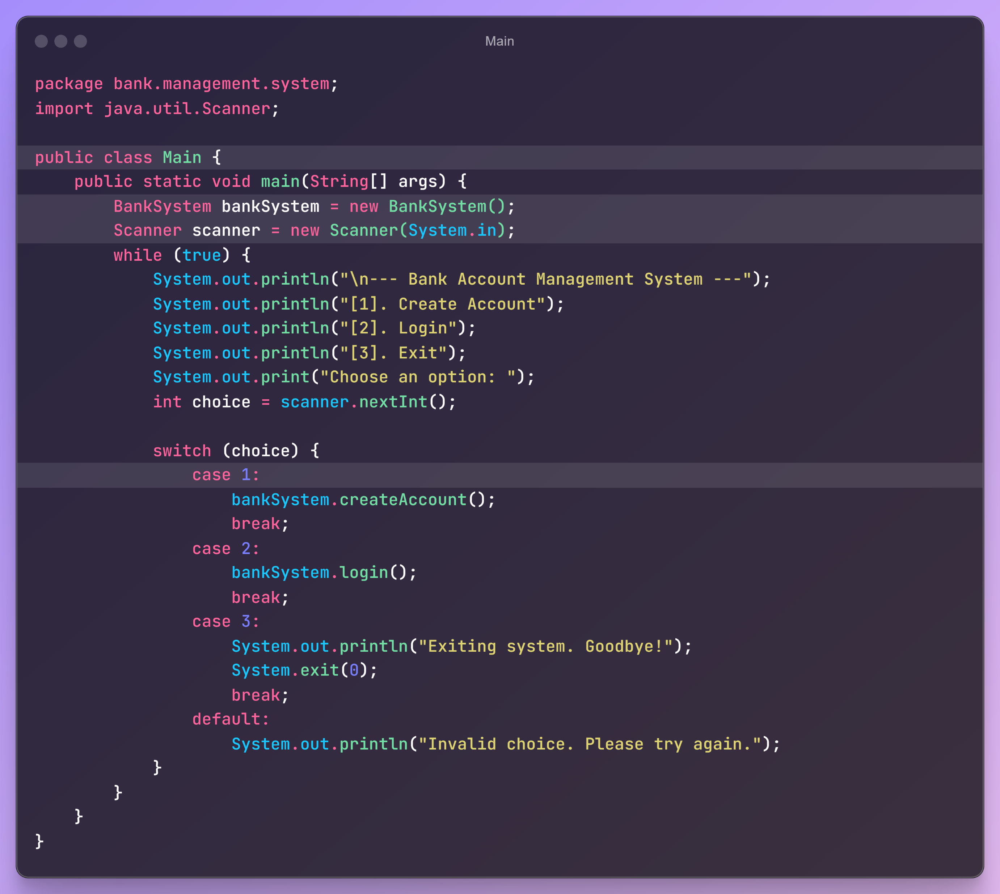 Main
package bank.management.system;
import java.util.Scanner;

public class Main {
    public static void main(String[] args) {
        BankSystem bankSystem = new BankSystem();
        Scanner scanner = new Scanner(System.in);
        while (true) {
            System.out.println("\n--- Bank Account Management System ---");
            System.out.println("[1]. Create Account");
            System.out.println("[2]. Login");
            System.out.println("[3]. Exit");
            System.out.print("Choose an option: ");
            int choice = scanner.nextInt();

            switch (choice) {
                case 1:
                    bankSystem.createAccount();
                    break;
                case 2:
                    bankSystem.login();
                    break;
                case 3:
                    System.out.println("Exiting system. Goodbye!");
                    System.exit(0);
                    break;
                default:
                    System.out.println("Invalid choice. Please try again.");
            }
        }
    }
}